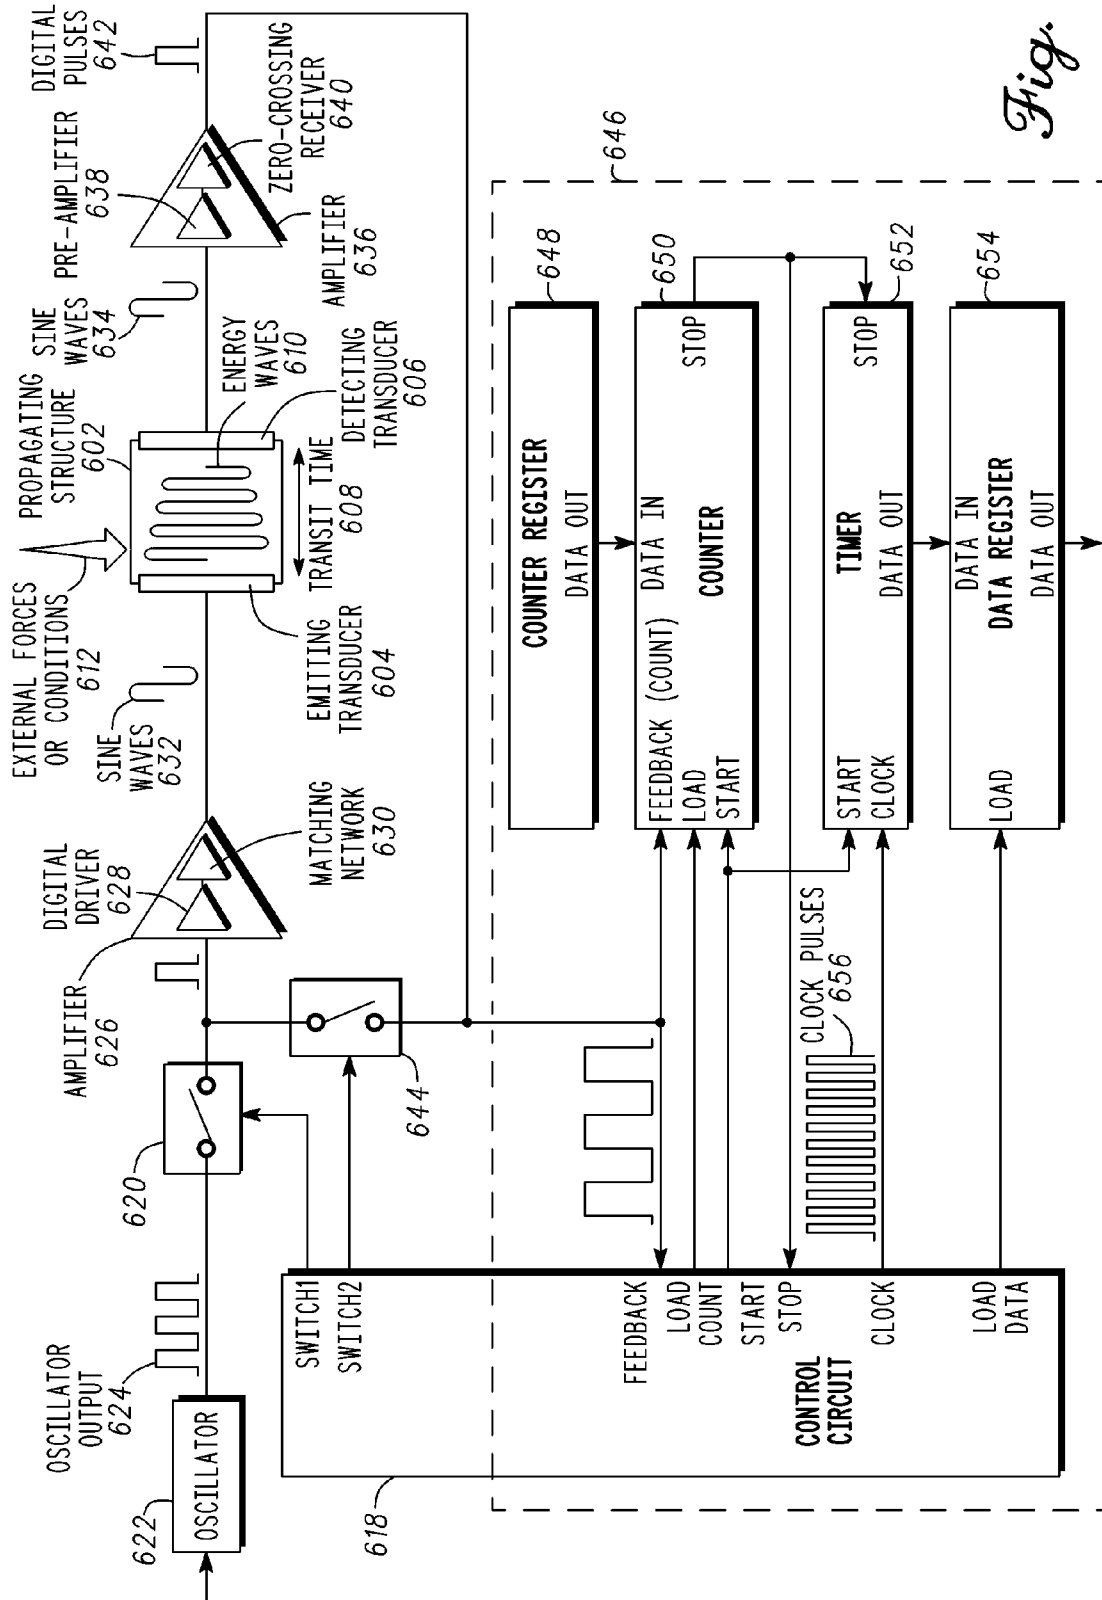 OSCILLATOR
OUTPUT
624
622
OSCILLATOR
620
AMPLIFIER
626
DIGITAL
DRIVER
628
MATCHING
NETWORK
630
SINE
WAVES
632
EXTERNAL FORCES
OR CONDITIONS
612
PROPAGATING
STRUCTURE
602
EMITTING
TRANSDUCER
604
TRANSIT TIME
608
ENERGY
WAVES
610
DETECTING
TRANSDUCER
606
SINE
WAVES
634
PRE-AMPLIFIER
638
AMPLIFIER
636
ZERO-CROSSING
RECEIVER
640
DIGITAL
PULSES
642
644
618
SWITCH1
SWITCH2
FEEDBACK
LOAD
COUNT
START
STOP
CLOCK
LOAD
DATA
CONTROL
CIRCUIT
CLOCK PULSES
656
646
COUNTER REGISTER
DATA OUT
648
FEEDBACK (COUNT)
LOAD
START
DATA IN
COUNTER
STOP
650
START
CLOCK
TIMER
DATA OUT
STOP
652
LOAD
DATA IN
DATA REGISTER
DATA OUT
654
Fig.